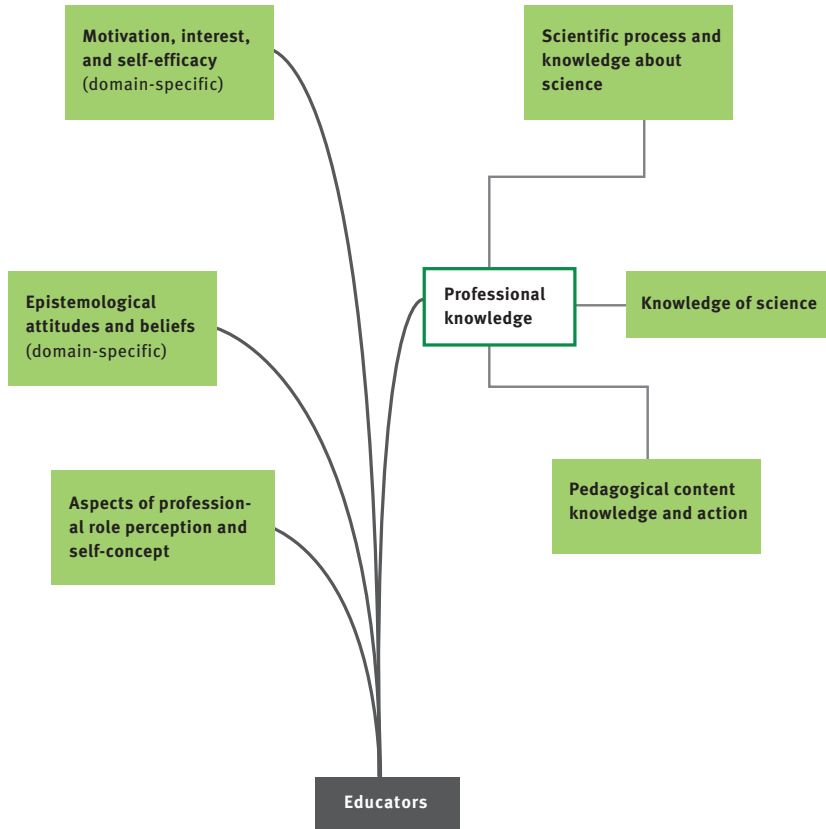 Motivation, interest,
and self-efficacy
(domain-specific)
Scientific process and
knowledge about
science
Epistemological
attitudes and beliefs
(domain-specific)
Professional
knowledge
Knowledge of science
Aspects of profession-
al role perception and
self-concept
Pedagogical content
knowledge and action
Educators